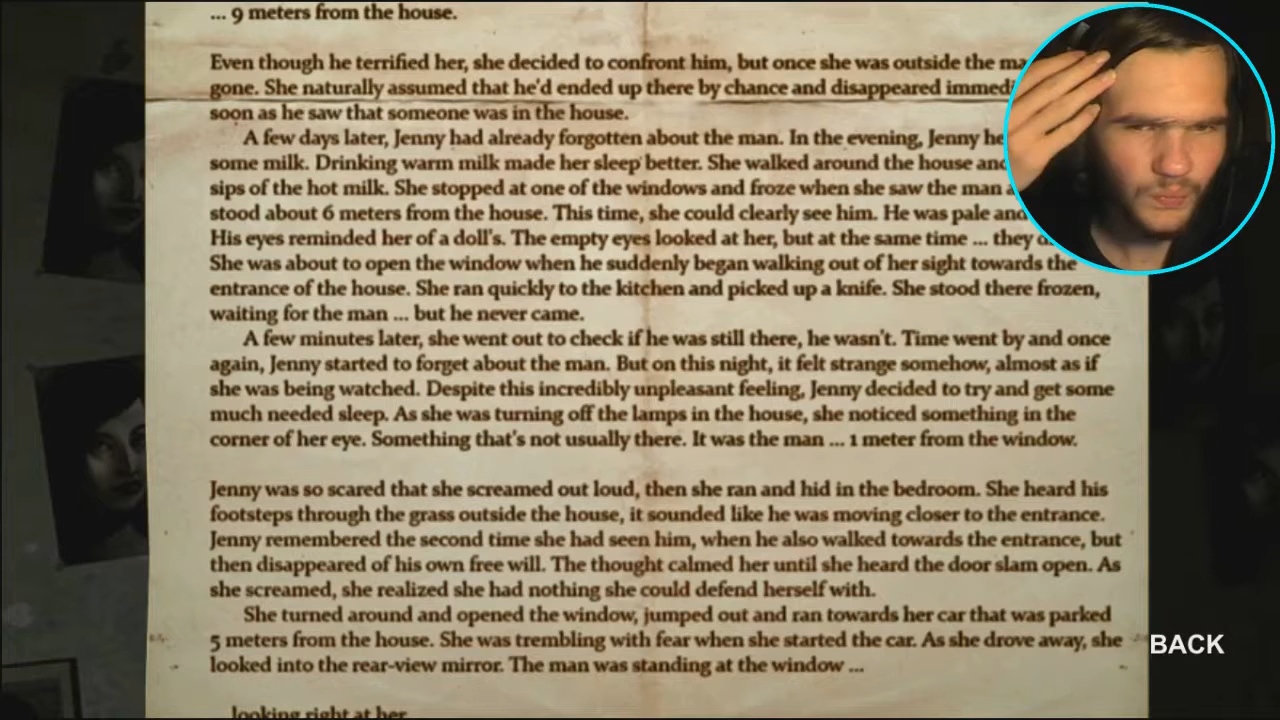 ... 9 meters from the house.
Even though he terrified her, she decided to confront him, but once she was outside the
gone. She naturally assumed that he'd ended up there by chance and disappeared
soon as he saw that someone was in the house.
A few days later, Jenny had already forgotten about the man. In the evening, Jenny
some milk. Drinking warm milk made her sleep better. She walked around the house
sips of the hot milk. She stopped at one of the windows and froze when she saw the man
stood about 6 meters from the house. This time, she could clearly see him. He was pale and
His eyes reminded her of a doll's. The empty eyes looked at her, but at the same time ... they
She was about to open the window when he suddenly began walking out of her sight towards the
entrance of the house. She ran quickly to the kitchen and picked up a knife. She stood there frozen,
waiting for the man ... but he never came.
A few minutes later, she went out to check if he was still there, he wasn't. Time went by and once
again, Jenny started to forget about the man. But on this night, it felt strange somehow, almost as if
she was being watched. Despite this incredibly unpleasant feeling, Jenny decided to try and get some
much needed sleep. As she was turning off the lamps in the house, she noticed something in the
corner of her eye. Something that's not usually there. It was the man ... 1 meter from the window.
Jenny was so scared that she screamed out loud, then she ran and hid in the bedroom. She heard his
footsteps through the grass outside the house, it sounded like he was moving closer to the entrance.
Jenny remembered the second time she had seen him, when he also walked towards the entrance, but
then disappeared of his own free will. The thought calmed her until she heard the door slam open. As
she screamed, she realized she had nothing she could defend herself with.
She turned around and opened the window, jumped out and ran towards her car that was parked
5 meters from the house. She was trembling with fear when she started the car. As she drove away, she
looked into the rear-view mirror. The man was standing at the window ...
looking right at her
BACK